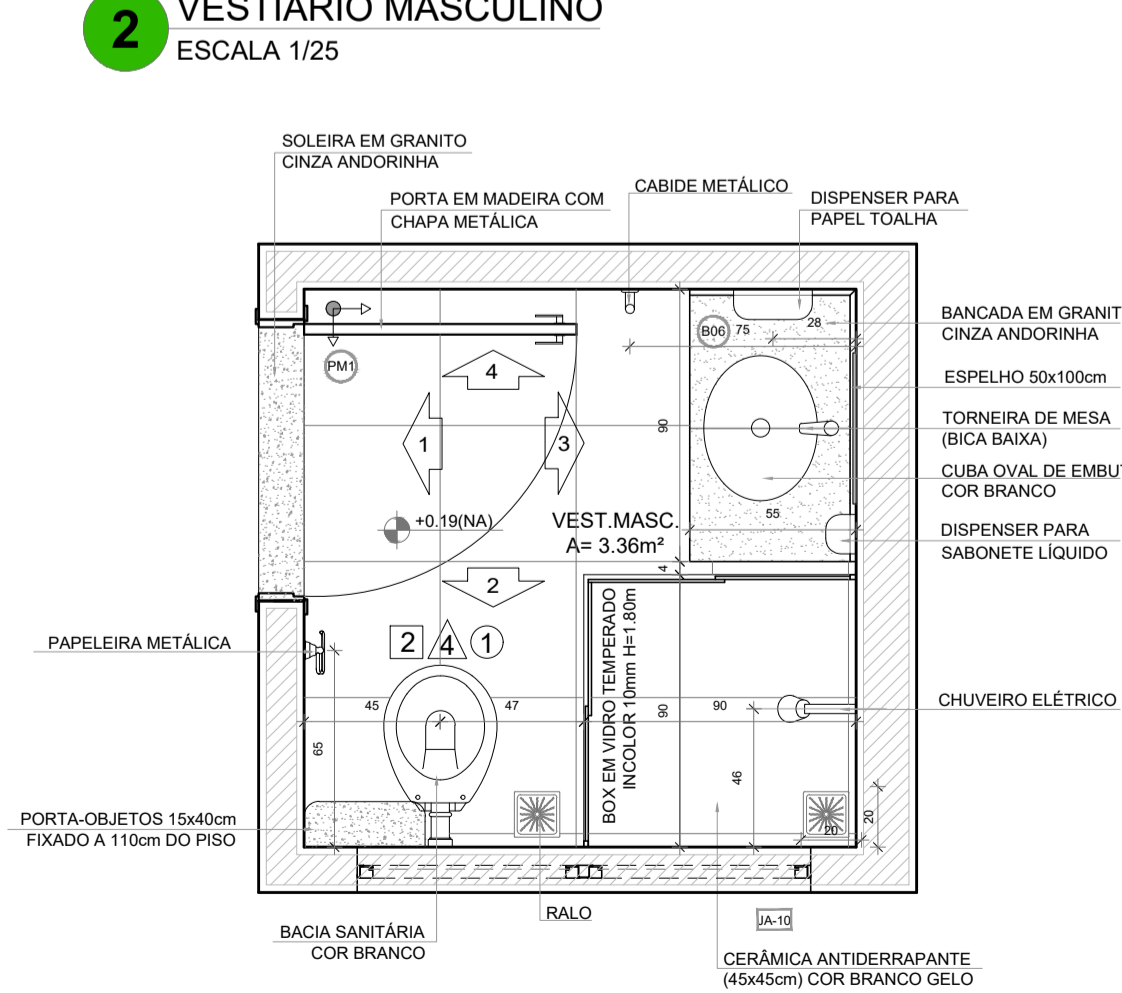 2
VESTIÁRIO MASCULINO
ESCALA 1/25
SOLEIRA EM GRANITO
CINZA ANDORINHA
PORTA EM MADEIRA COM
CHAPA METÁLICA
CABIDE METÁLICO
DISPENSER PARA
PAPEL TOALHA
BANCADA EM GRANIT
CINZA ANDORINHA
B06
75
28
PM1
4
ESPELHO 50x100cm
1
3
90
TORNEIRA DE MESA
(BICA BAIXA)
CUBA OVAL DE EMBUT
COR BRANCO
+0.19(NA)
VEST.MASC.
A= 3.36m²
55
DISPENSER PARA
SABONETE LÍQUIDO
4
2
PAPELEIRA METÁLICA
2
4
1
BOX EM VIDRO TEMPERADO
INCOLOR 10mm H=1.80m
45
47
90
90
CHUVEIRO ELÉTRICO
65
46
PORTA-OBJETOS 15x40cm
FIXADO A 110cm DO PISO
20
20
RALO
JA-10
BACIA SANITÁRIA
COR BRANCO
CERÂMICA ANTIDERRAPANTE
(45x45cm) COR BRANCO GELO